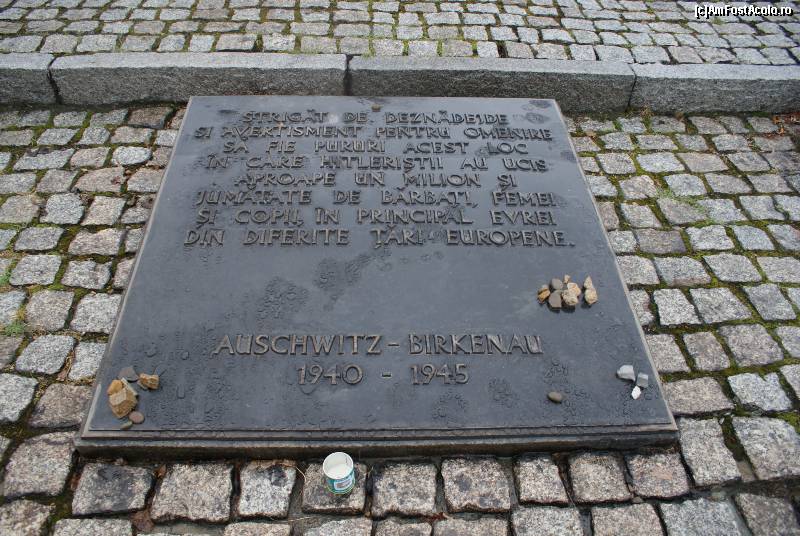 (c)AmFostAcolo.ro
STRIGĂT DE DEZNĂDEJDE
ŞI AVERTISMENT PENTRU OMENIRE
SĂ FIE PURURI ACEST LOC
ÎN CARE HITLERIŞTII AU UCIS
APROAPE UN MILION ŞI
JUMĂTATE DE BĂRBAŢI, FEMEI
ŞI COPII, ÎN PRINCIPAL EVREI
DIN DIFERITE ŢĂRI EUROPENE.
AUSCHWITZ - BIRKENAU
1940 - 1945